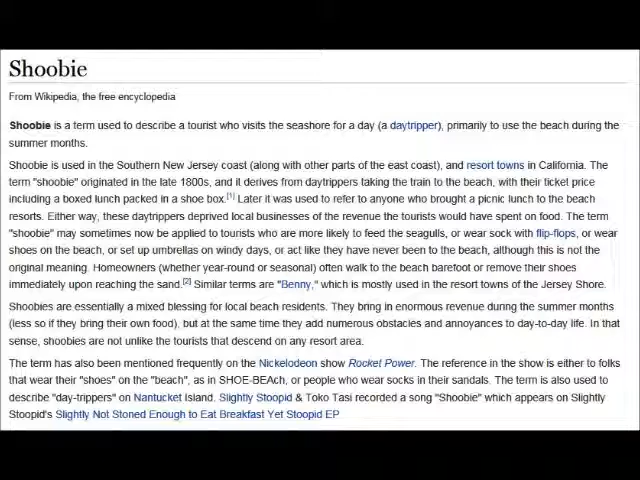 Shoobie
From Wikipedia, the free encyclopedia
Shoobie is a term used to describe a tourist who visits the seashore for a day (a daytripper), primarily to use the beach during the
summer months.
Shoobie is used in the Southern New Jersey coast (along with other parts of the east coast), and resort towns in California. The
term "shoobie" originated in the late 1800s, and it derives from daytrippers taking the train to the beach, with their ticket price
including a boxed lunch packed in a shoe box.[1] Later it was used to refer to anyone who brought a picnic lunch to the beach
resorts. Either way, these daytrippers deprived local businesses of the revenue the tourists would have spent on food. The term
"shoobie" may sometimes now be applied to tourists who are more likely to feed the seagulls, or wear sock with flip-flops, or wear
shoes on the beach, or set up umbrellas on windy days, or act like they have never been to the beach, although this is not the
original meaning. Homeowners (whether year-round or seasonal) often walk to the beach barefoot or remove their shoes
immediately upon reaching the sand.[2] Similar terms are "Benny," which is mostly used in the resort towns of the Jersey Shore.
Shoobies are essentially a mixed blessing for local beach residents. They bring in enormous revenue during the summer months
(less so if they bring their own food), but at the same time they add numerous obstacles and annoyances to day-to-day life. In that
sense, shoobies are not unlike the tourists that descend on any resort area.
The term has also been mentioned frequently on the Nickelodeon show Rocket Power. The reference in the show is either to folks
that wear their "shoes" on the "beach", as in SHOE-BEAch, or people who wear socks in their sandals. The term is also used to
describe "day-trippers" on Nantucket Island. Slightly Stoopid & Toko Tasi recorded a song "Shoobie" which appears on Slightly
Stoopid's Slightly Not Stoned Enough to Eat Breakfast Yet Stoopid EP